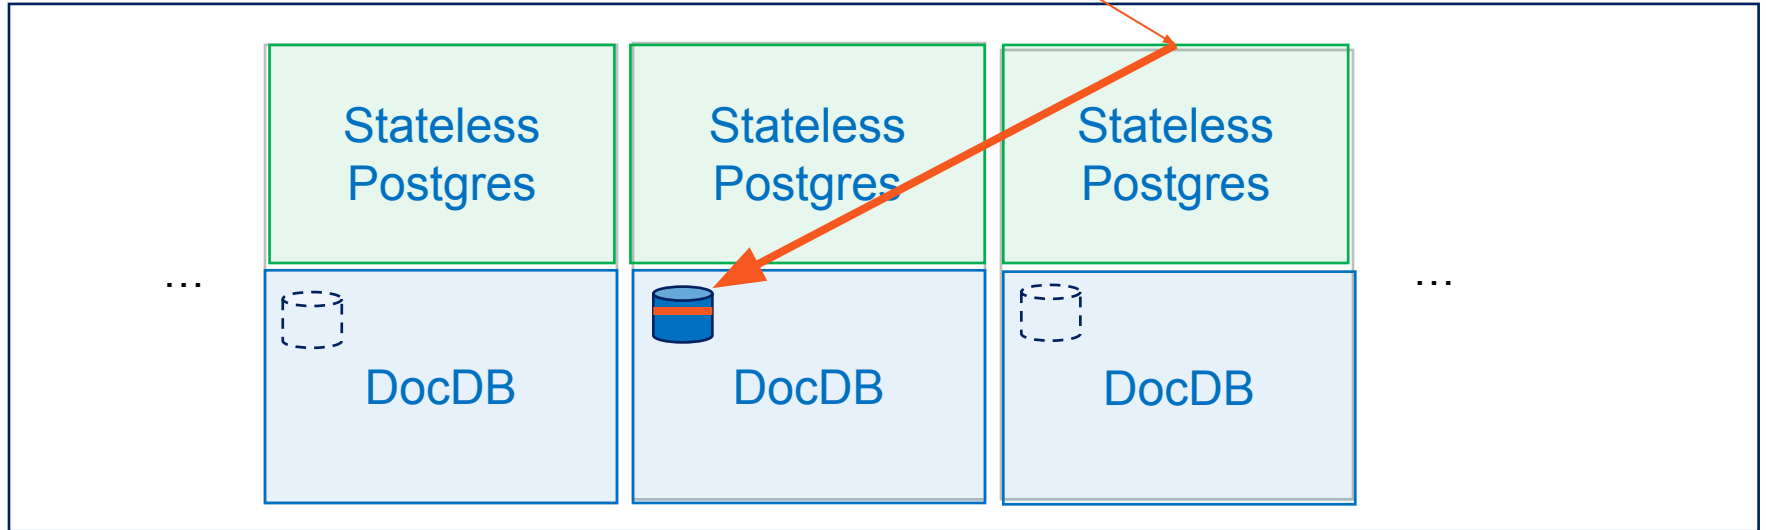 Stateless
Postgres
Stateless
Postgres
Stateless
Postgres
...
...
DocDB
DocDB
DocDB